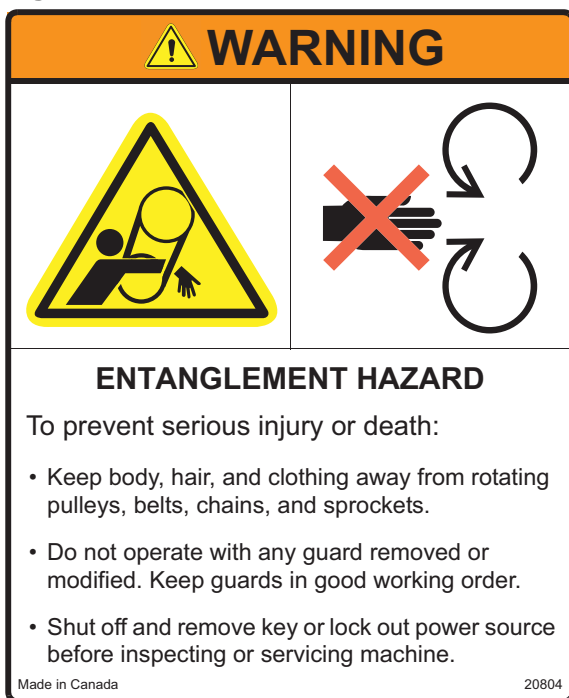 WARNING
ENTANGLEMENT HAZARD
To prevent serious injury or death:
• Keep body, hair, and clothing away from rotating
pulleys, belts, chains, and sprockets.
• Do not operate with any guard removed or
modified. Keep guards in good working order.
• Shut off and remove key or lock out power source
before inspecting or servicing machine.
Made in Canada 20804